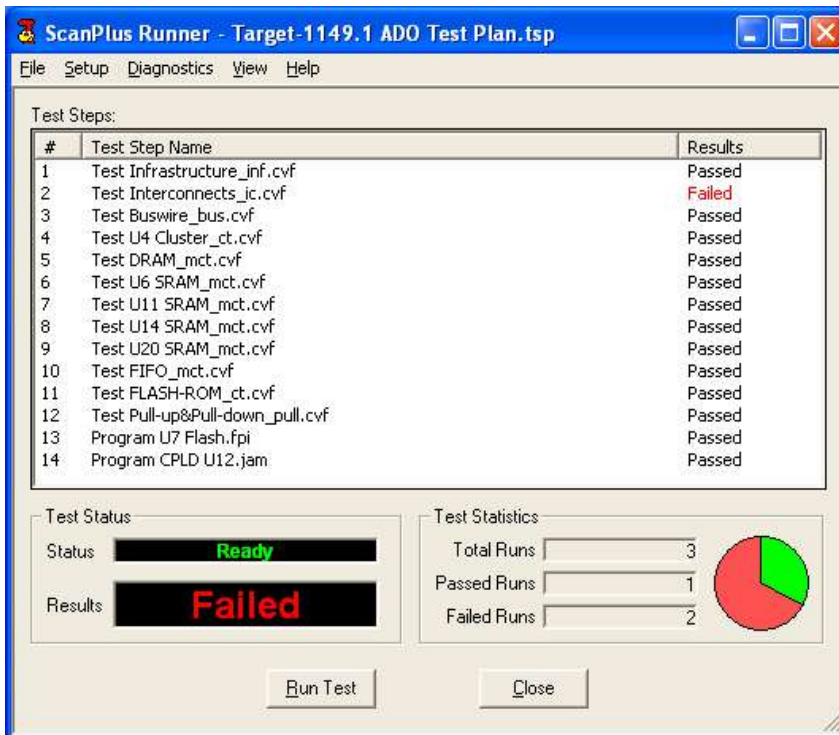 ScanPlus Runner - Target-1149.1 ADO Test Plan.tsp
File Setup Diagnostics View Help
Test Steps:
# Test Step Name Results
1 Test Infrastructure_inf.cvf Passed
2 Test Interconnects_ic.cvf Failed
3 Test Buswire_bus.cvf Passed
4 Test U4 Cluster_ct.cvf Passed
5 Test DRAM_mct.cvf Passed
6 Test U6 SRAM_mct.cvf Passed
7 Test U11 SRAM_mct.cvf Passed
8 Test U14 SRAM_mct.cvf Passed
9 Test U20 SRAM_mct.cvf Passed
10 Test FIFO_mct.cvf Passed
11 Test FLASH-ROM_ct.cvf Passed
12 Test Pull-up&Pull-down_pull.cvf Passed
13 Program U7 Flash.fpi Passed
14 Program CPLD U12.jam Passed
Test Status
Status Ready
Results Failed
Test Statistics
Total Runs 3
Passed Runs 1
Failed Runs 2
Run Test Close